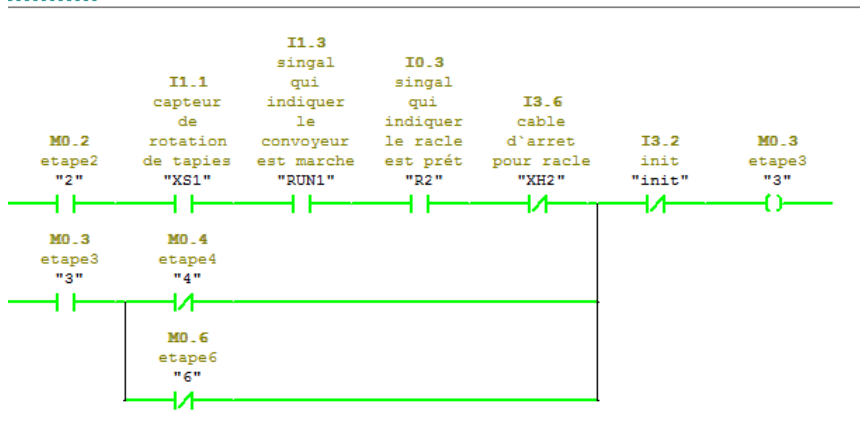 I1.3
singal
qui
indiquer
le
convoyeur
est marche
"RUN1"
I0.3
singal
qui
indiquer
le racle
est prét
"R2"
I1.1
capteur
de
rotation
de tapies
"XS1"
I3.6
cable
d`arret
pour racle
"XH2"
M0.2
etape2
"2"
I3.2
init
"init"
M0.3
etape3
"3"
M0.3
etape3
"3"
M0.4
etape4
"4"
M0.6
etape6
"6"